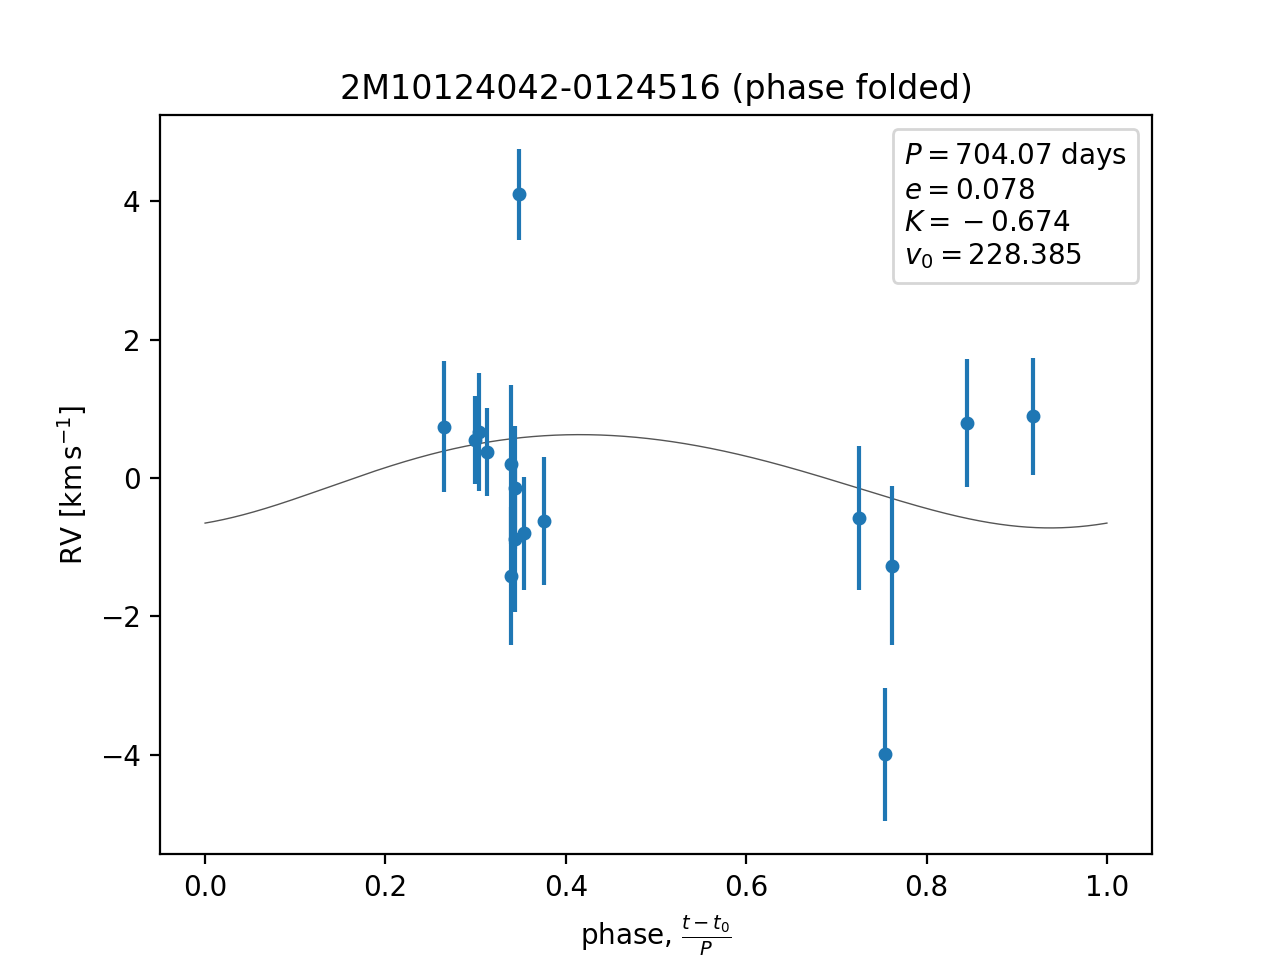 2M10124042-0124516 (phase folded)
P = 704.07 days
e = 0.078
K = −0.674
v₀ = 228.385
RV [km s⁻¹]
4
2
0
−2
−4
0.0 0.2 0.4 0.6 0.8 1.0
phase, (t − t₀)/P